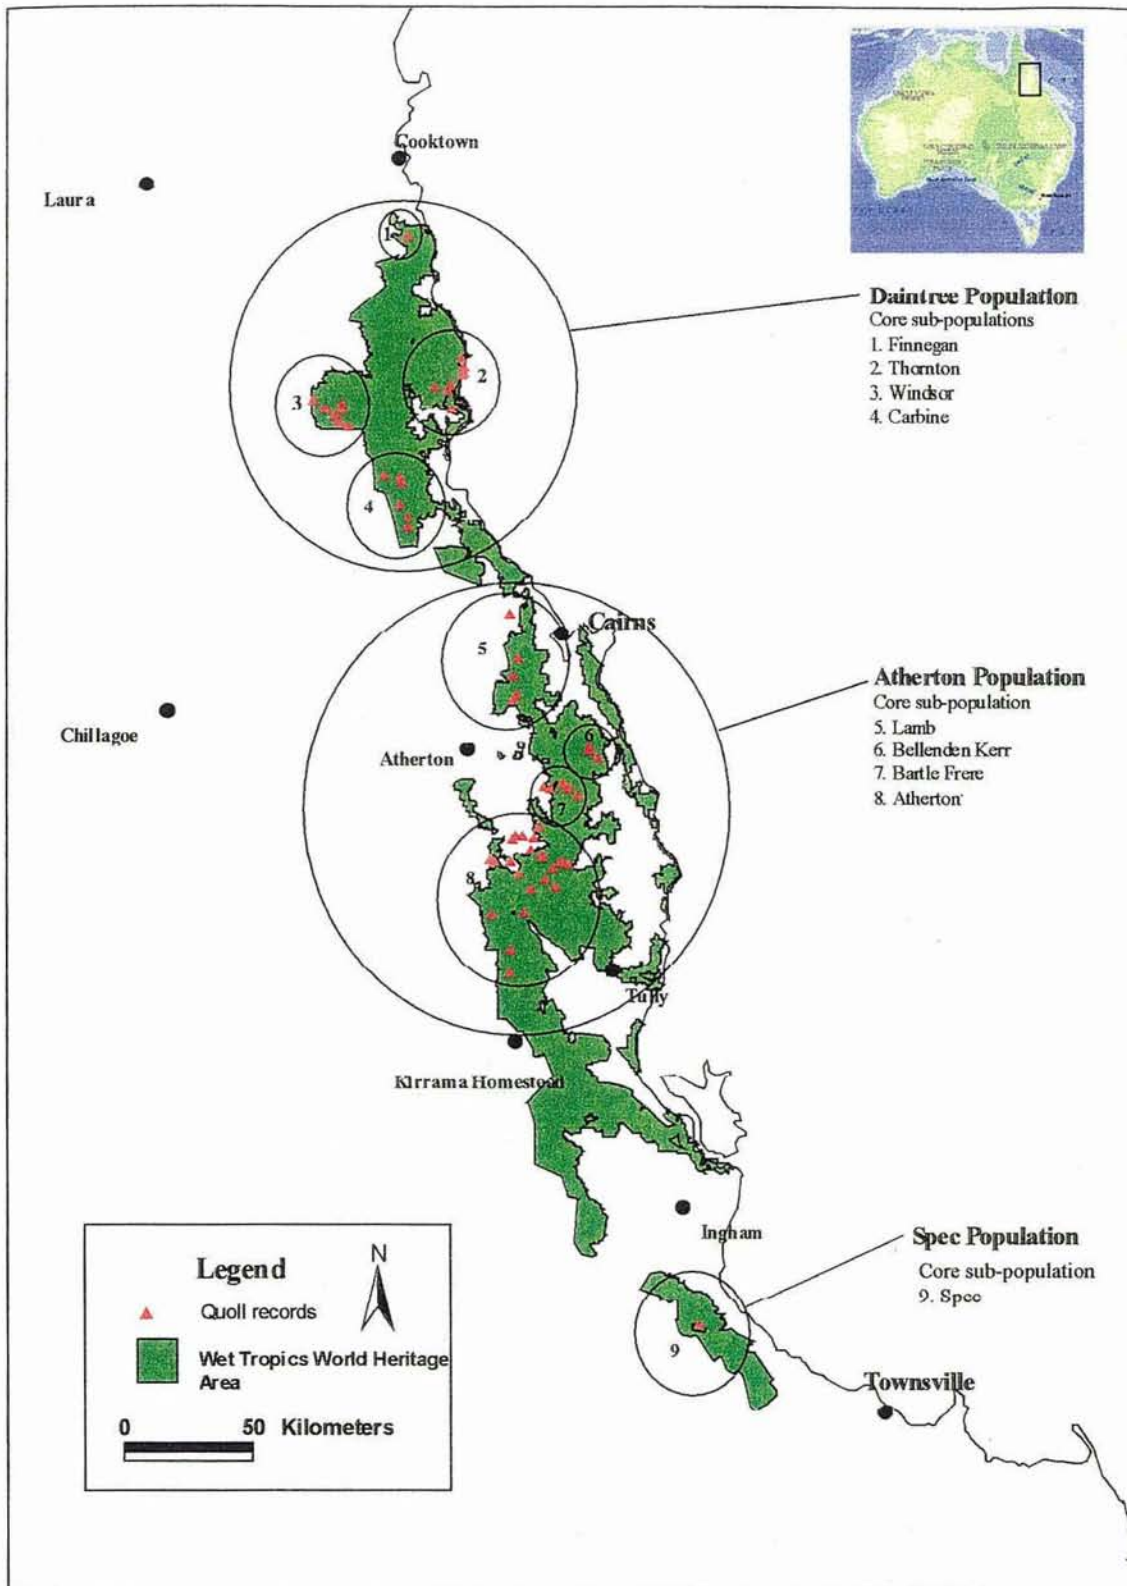 Cooktown
Laura
1
2
3
4
Daintree Population
Core sub-populations
1. Finnegan
2. Thornton
3. Windsor
4. Carbine
Cairns
5
6
7
8
Chillagoe
Atherton
Tully
Kirrama Homestead
Atherton Population
Core sub-population
5. Lamb
6. Bellenden Kerr
7. Bartle Frere
8. Atherton
Ingham
Spec Population
Core sub-population
9. Spec
9
Townsville
Legend
N
Quoll records
Wet Tropics World Heritage
Area
0 50 Kilometers